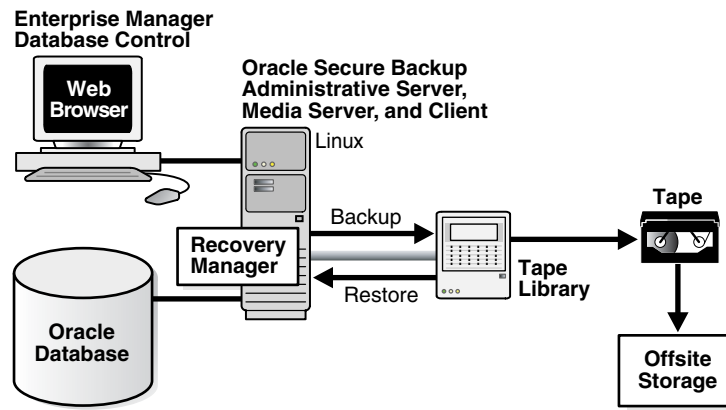 Enterprise Manager
Database Control
Web
Browser
Oracle Secure Backup
Administrative Server,
Media Server, and Client
Linux
Backup
Recovery
Manager
Restore
Tape
Library
Tape
Oracle
Database
Offsite
Storage